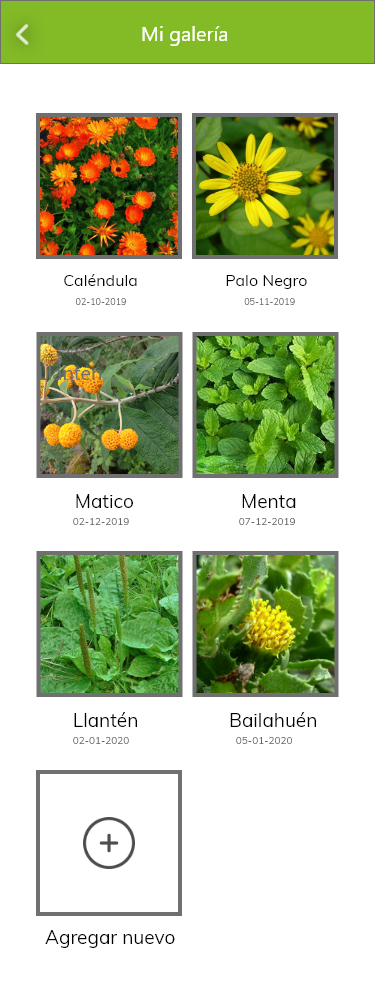 Mi galería
Caléndula
Palo Negro
02-10-2019
05-11-2019
Matico
Menta
02-12-2019
07-12-2019
Llantén
Bailahuén
02-01-2020
05-01-2020
Agregar nuevo